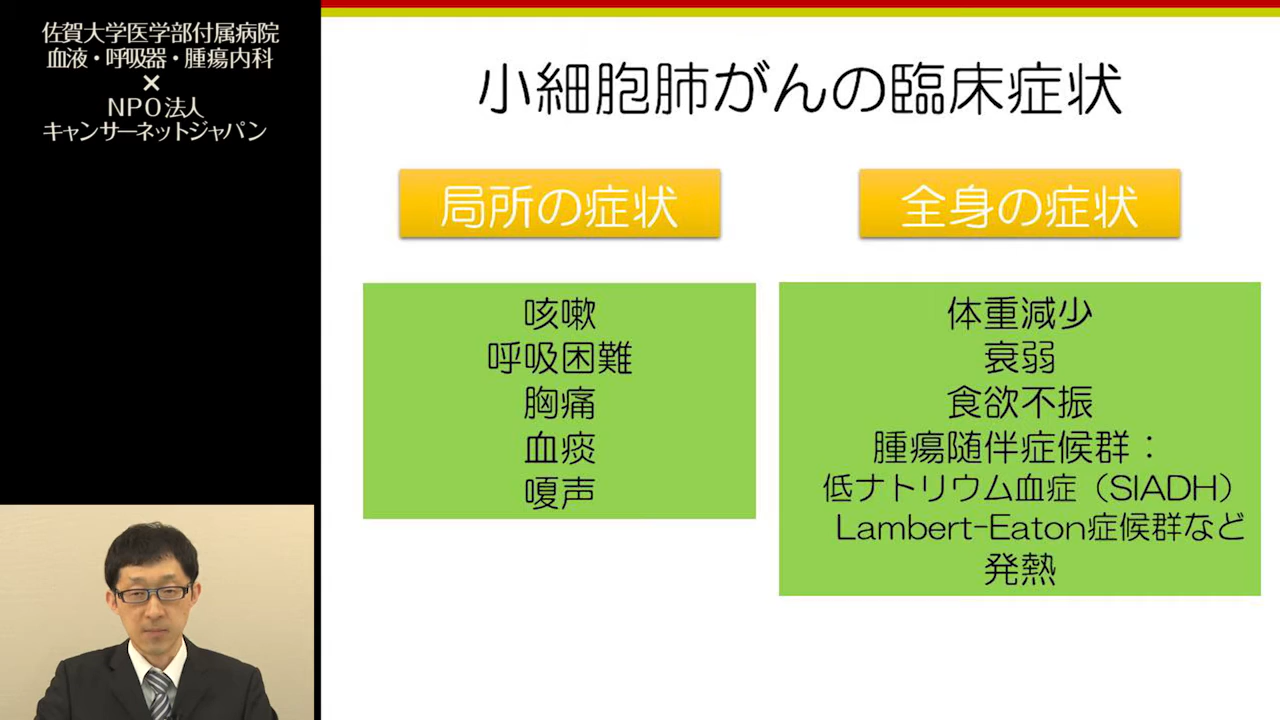 佐賀大学医学部付属病院
血液・呼吸器・腫瘍内科
×
NPO法人
キャンサーネットジャパン
小細胞肺がんの臨床症状
局所の症状
咳嗽
呼吸困難
胸痛
血痰
嗄声
全身の症状
体重減少
衰弱
食欲不振
腫瘍随伴症候群：
低ナトリウム血症（SIADH）
Lambert-Eaton症候群など
発熱